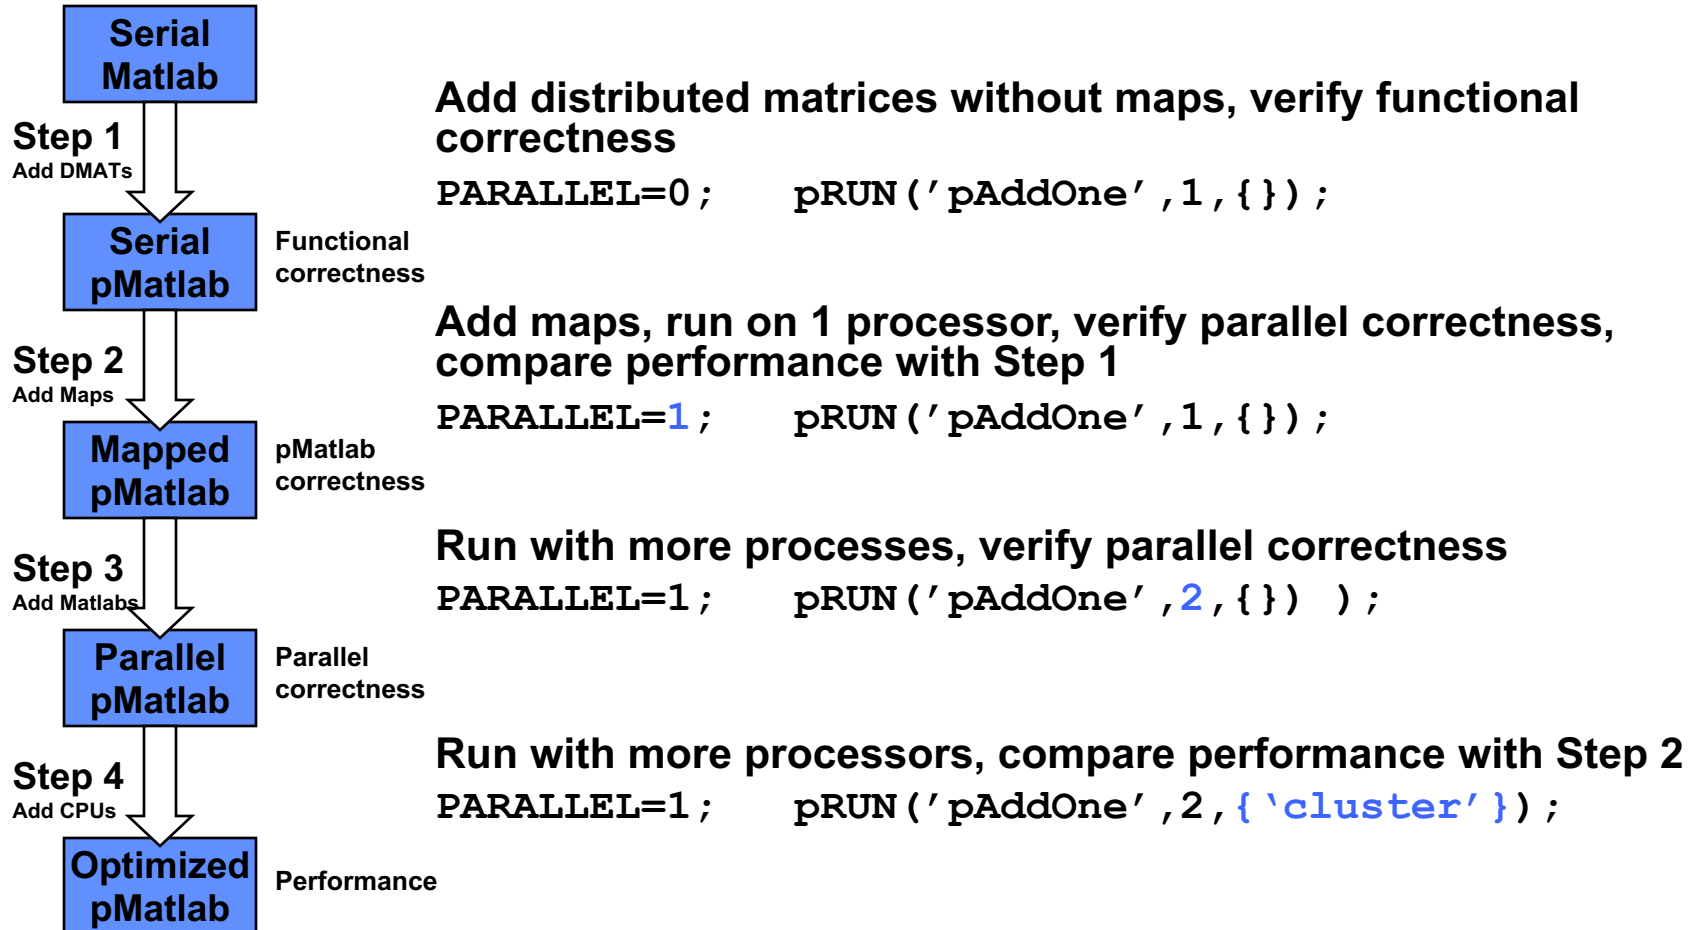 Serial
Matlab
Add distributed matrices without maps, verify functional
correctness
Step 1
Add DMATs
PARALLEL=0; pRUN(’pAddOne’,1,{});
Serial
pMatlab
Functional
correctness
Add maps, run on 1 processor, verify parallel correctness,
compare performance with Step 1
Step 2
Add Maps
PARALLEL=1; pRUN(’pAddOne’,1,{});
Mapped
pMatlab
pMatlab
correctness
Run with more processes, verify parallel correctness
Step 3
Add Matlabs
PARALLEL=1; pRUN(’pAddOne’,2,{}) );
Parallel
pMatlab
Parallel
correctness
Run with more processors, compare performance with Step 2
Step 4
Add CPUs
PARALLEL=1; pRUN(’pAddOne’,2,{‘cluster’});
Optimized
pMatlab
Performance